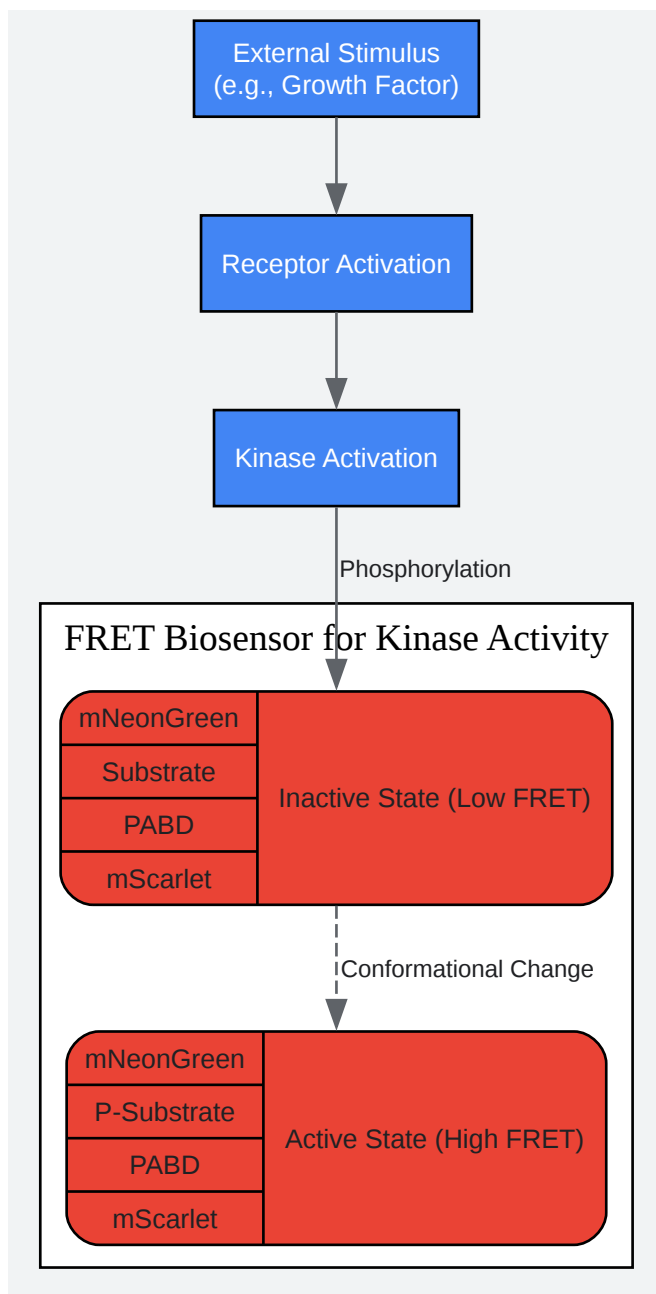 External Stimulus
(e.g., Growth Factor)
Receptor Activation
Kinase Activation
Phosphorylation
FRET Biosensor for Kinase Activity
mNeonGreen
Substrate
PABD
mScarlet
Inactive State (Low FRET)
Conformational Change
mNeonGreen
P-Substrate
PABD
mScarlet
Active State (High FRET)